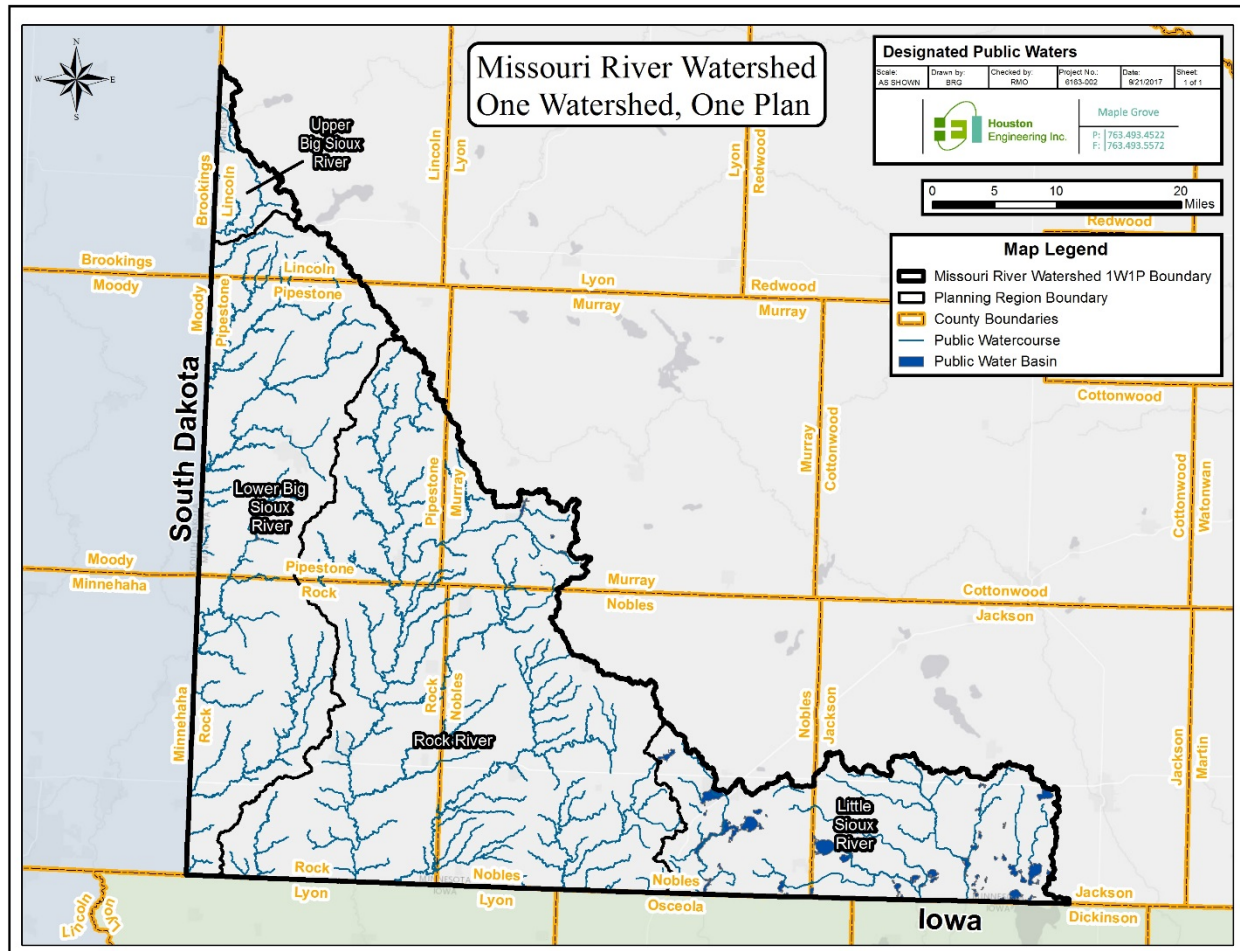 Missouri River Watershed
One Watershed, One Plan
Designated Public Waters
Scale: AS SHOWN
Drawn by: BRG
Checked by: RMO
Project No.: 6163-002
Date: 9/21/2017
Sheet: 1 of 1
Houston
Engineering Inc.
Maple Grove
P: 763.493.4522
F: 763.493.5572
0 5 10 20
Miles
Map Legend
Missouri River Watershed 1W1P Boundary
Planning Region Boundary
County Boundaries
Public Watercourse
Public Water Basin
N
W E
S
Upper
Big Sioux
River
Brookings
Lincoln
Lincoln
Lyon
Lyon
Redwood
Redwood
Brookings
Moody
Lincoln
Pipestone
Lyon
Murray
Redwood
Murray
Moody
Pipestone
Cottonwood
South Dakota
Lower Big
Sioux
River
Pipestone
Murray
Murray
Cottonwood
Cottonwood
Watonwan
Moody
Minnehaha
Pipestone
Rock
Murray
Nobles
Cottonwood
Jackson
Minnehaha
Rock
Rock
Nobles
Rock River
Nobles
Jackson
Jackson
Martin
Little
Sioux
River
Rock
Lyon
Nobles
Lyon
Nobles
Osceola
Jackson
Dickinson
Lincoln
Lyon
Iowa
MINNESOTA
IOWA